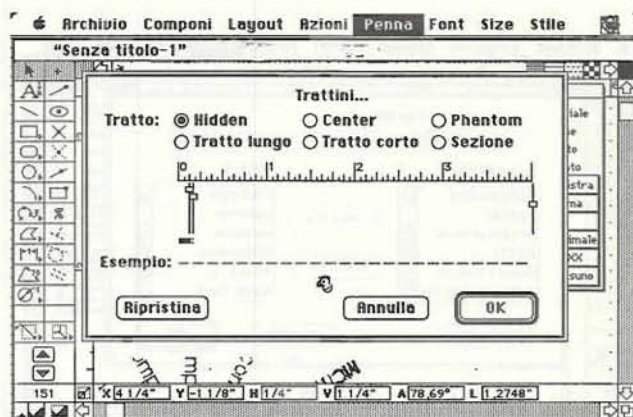 Archivio Componi Layout Azioni Penna Font Size Stile
"Senza titolo-1"
Trattini...
Tratto: Hidden Center Phantom
Tratto lungo Tratto corto Sezione
0 1 2 3
Esempio:
Ripristina Annulla OK
151 X 4 1/4" Y -1 1/8" H 1/4" V 1 1/4" A 78,69° L 1,2748"